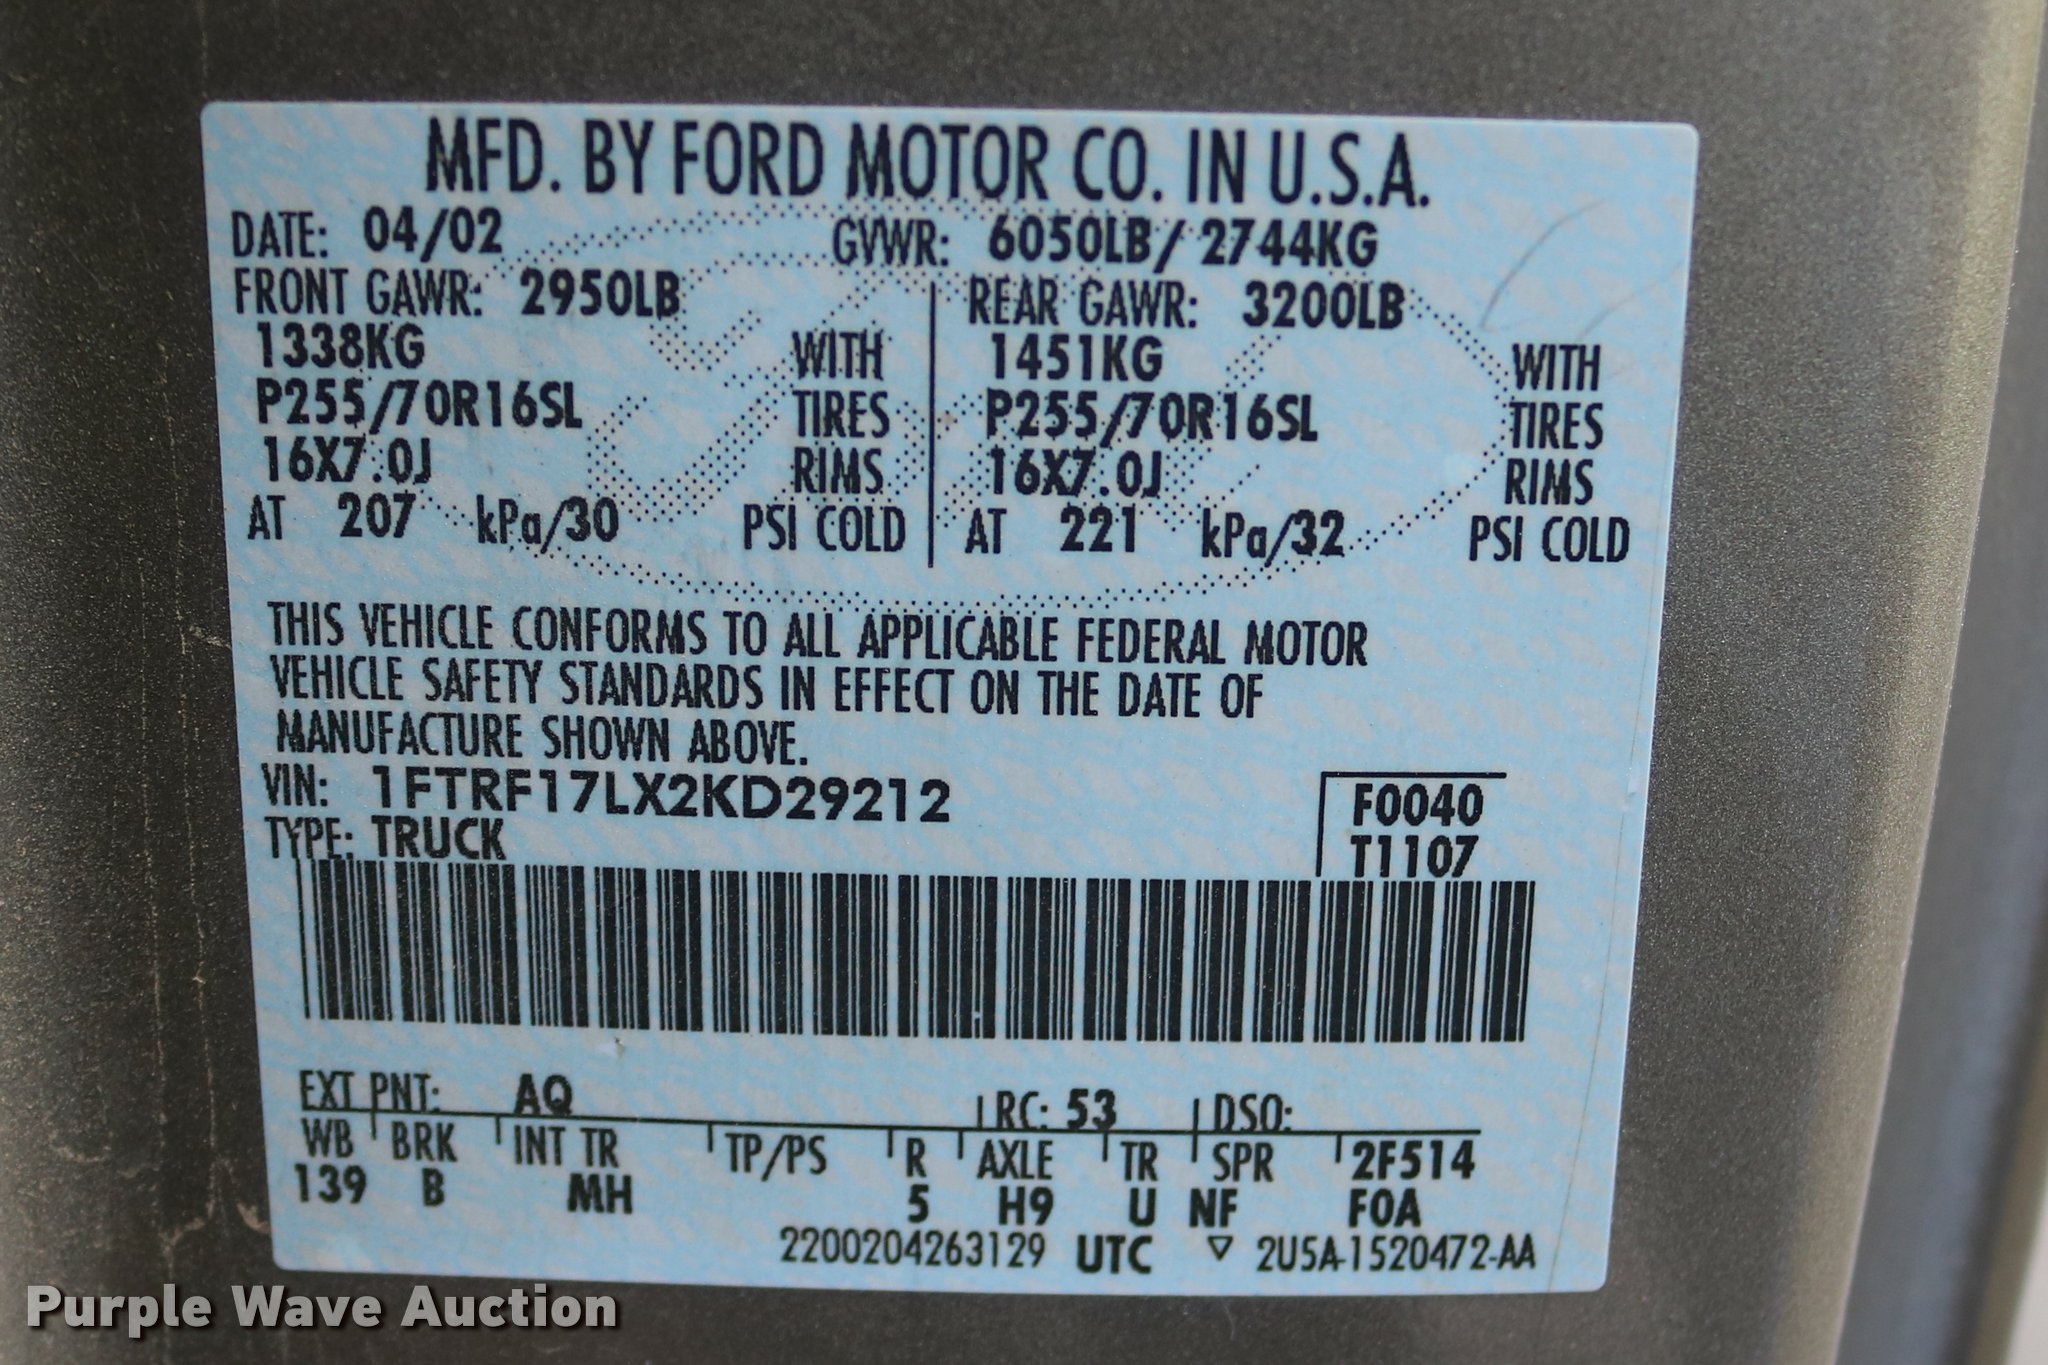 MFD. BY FORD MOTOR CO. IN U.S.A.
DATE: 04/02 GVWR: 6050LB/ 2744KG
FRONT GAWR: 2950LB REAR GAWR: 3200LB
1338KG WITH 1451KG WITH
P255/70R16SL TIRES P255/70R16SL TIRES
16X7.0J RIMS 16X7.0J RIMS
AT 207 kPa/30 PSI COLD AT 221 kPa/32 PSI COLD
THIS VEHICLE CONFORMS TO ALL APPLICABLE FEDERAL MOTOR
VEHICLE SAFETY STANDARDS IN EFFECT ON THE DATE OF
MANUFACTURE SHOWN ABOVE.
VIN: 1FTRF17LX2KD29212 F0040
TYPE: TRUCK T1107
EXT PNT: AQ RC: 53 DSO:
WB BRK INT TR TP/PS R AXLE TR SPR 2F514
139 B MH 5 H9 U NF F0A
2200204263129 UTC ▽ 2U5A-1520472-AA
Purple Wave Auction